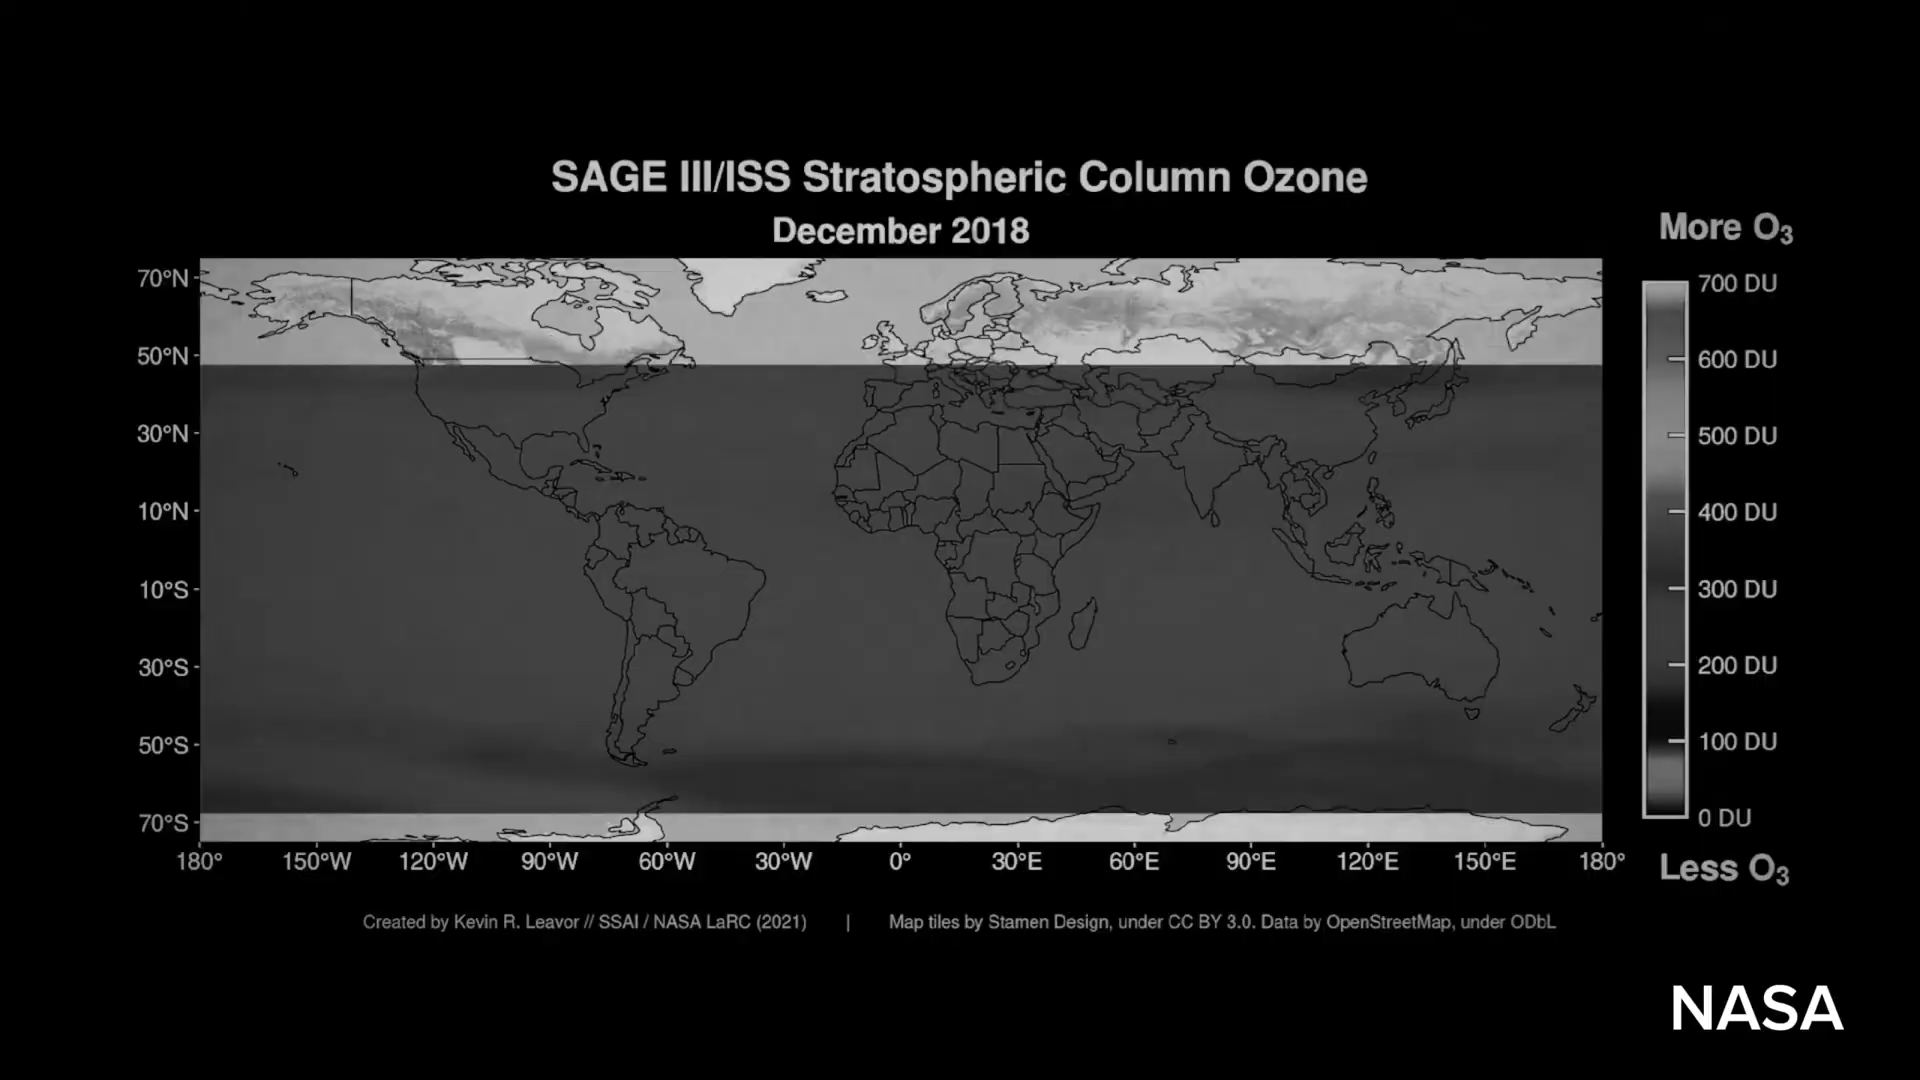 SAGE III/ISS Stratospheric Column Ozone
December 2018
More O₃
70°N
50°N
30°N
10°N
10°S
30°S
50°S
70°S
180°
150°W
120°W
90°W
60°W
30°W
0°
30°E
60°E
90°E
120°E
150°E
180°
700 DU
600 DU
500 DU
400 DU
300 DU
200 DU
100 DU
0 DU
Less O₃
Created by Kevin R. Leavor // SSAI / NASA LaRC (2021) | Map tiles by Stamen Design, under CC BY 3.0. Data by OpenStreetMap, under ODbL
NASA